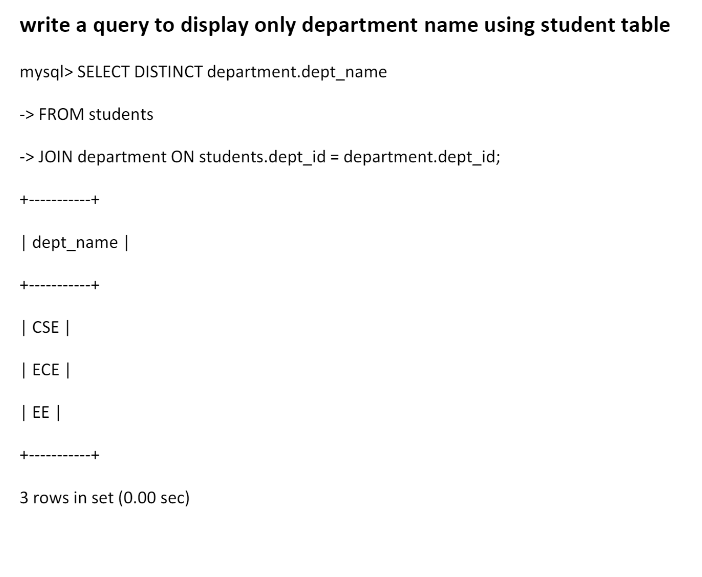 write a query to display only department name using student table
mysql> SELECT DISTINCT department.dept_name
-> FROM students
-> JOIN department ON students.dept_id = department.dept_id;
+-----------+
| dept_name |
+-----------+
| CSE |
| ECE |
| EE |
+-----------+
3 rows in set (0.00 sec)